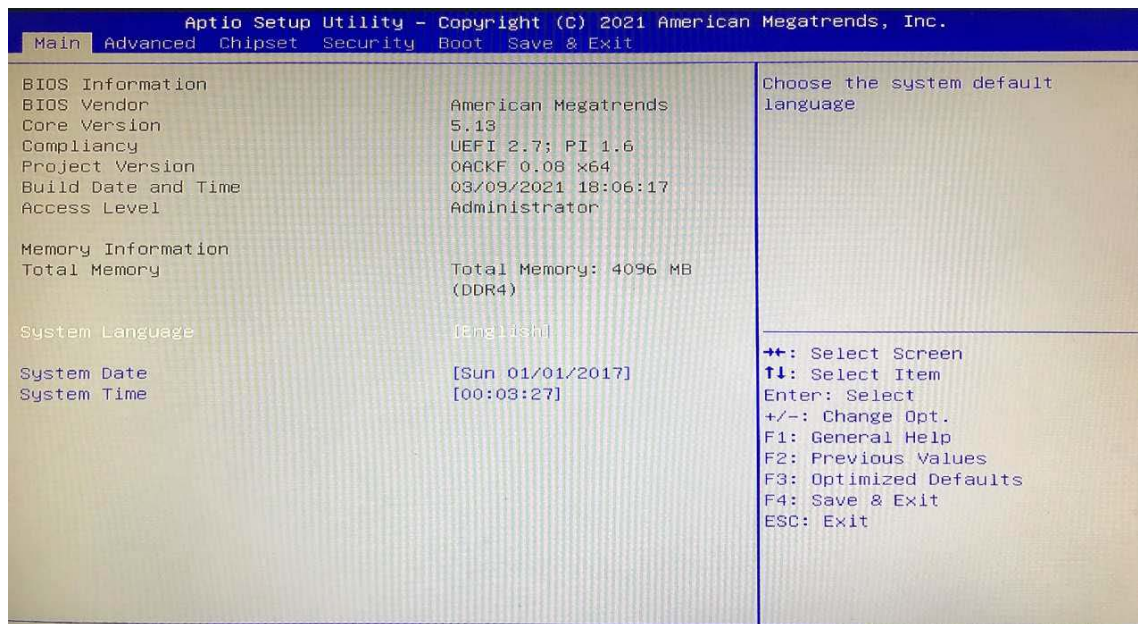 Aptio Setup Utility – Copyright (C) 2021 American Megatrends, Inc.
Main Advanced Chipset Security Boot Save & Exit
BIOS Information
BIOS Vendor American Megatrends
Core Version 5.13
Compliancy UEFI 2.7; PI 1.6
Project Version OACKF 0.08 x64
Build Date and Time 03/09/2021 18:06:17
Access Level Administrator
Memory Information
Total Memory Total Memory: 4096 MB
(DDR4)
System Language [English]
System Date [Sun 01/01/2017]
System Time [00:03:27]
Choose the system default
language
→←: Select Screen
↑↓: Select Item
Enter: Select
+/-: Change Opt.
F1: General Help
F2: Previous Values
F3: Optimized Defaults
F4: Save & Exit
ESC: Exit